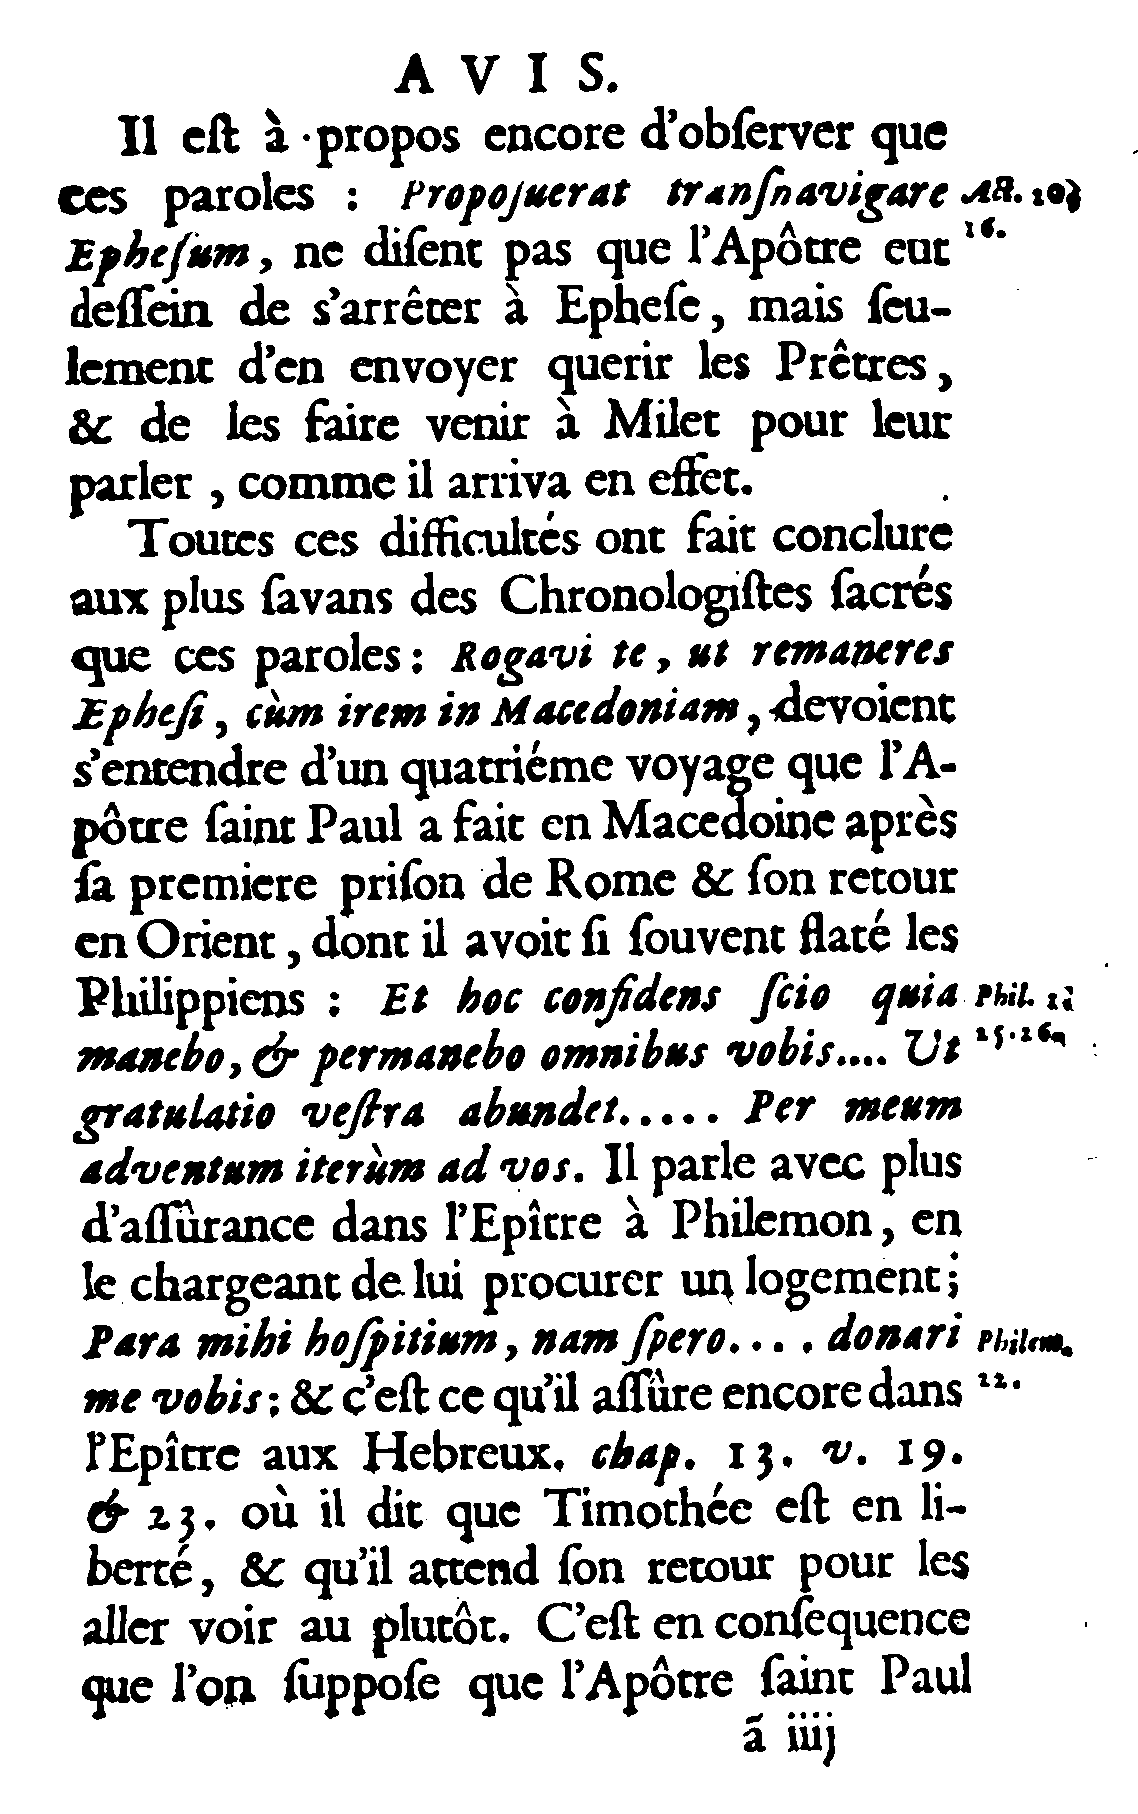 AVIS.
Il eſt à propos encore d'obſerver que
ces paroles : Propoſuerat tranſnavigare Act. 20.
Epheſum, ne diſent pas que l'Apôtre eut 16.
deſſein de s'arrêter à Epheſe, mais ſeu-
lement d'en envoyer querir les Prêtres,
& de les faire venir à Milet pour leur
parler, comme il arriva en effet.
Toutes ces difficultés ont fait conclure
aux plus ſavans des Chronologiſtes ſacrés
que ces paroles : Rogavi te, ut remaneres
Epheſi, cùm irem in Macedoniam, devoient
s'entendre d'un quatriéme voyage que l'A-
pôtre ſaint Paul a fait en Macedoine après
ſa premiere priſon de Rome & ſon retour
en Orient, dont il avoit ſi ſouvent flaté les
Philippiens : Et hoc confidens ſcio quia Phil. 1.
manebo, & permanebo omnibus vobis.... Ut 25. 26.
gratulatio veſtra abundet..... Per meum
adventum iterùm ad vos. Il parle avec plus
d'aſſûrance dans l'Epître à Philemon, en
le chargeant de lui procurer un logement;
Para mihi hoſpitium, nam ſpero.... donari Philem.
me vobis; & c'eſt ce qu'il aſſûre encore dans 22.
l'Epître aux Hebreux. chap. 13. v. 19.
& 23. où il dit que Timothée eſt en li-
berté, & qu'il attend ſon retour pour les
aller voir au plutôt. C'eſt en conſequence
que l'on ſuppoſe que l'Apôtre ſaint Paul
ã iiij